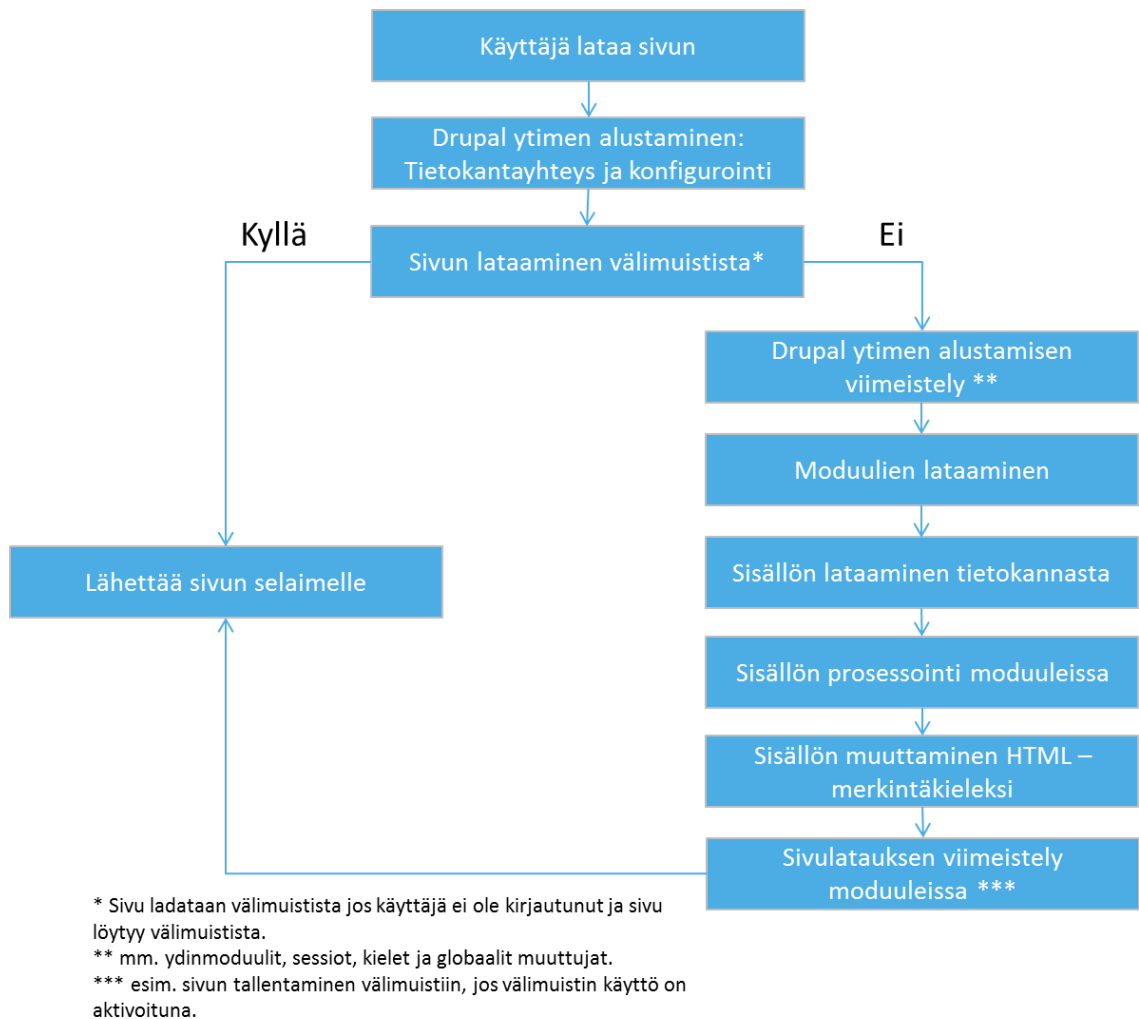 Käyttäjä lataa sivun
Drupal ytimen alustaminen:
Tietokantayhteys ja konfigurointi
Kyllä
Ei
Sivun lataaminen välimuistista*
Drupal ytimen alustamisen
viimeistely **
Moduulien lataaminen
Sisällön lataaminen tietokannasta
Lähettää sivun selaimelle
Sisällön prosessointi moduuleissa
Sisällön muuttaminen HTML –
merkintäkieleksi
Sivulatauksen viimeistely
moduuleissa ***
* Sivu ladataan välimuistista jos käyttäjä ei ole kirjautunut ja sivu
löytyy välimuistista.
** mm. ydinmoduulit, sessiot, kielet ja globaalit muuttujat.
*** esim. sivun tallentaminen välimuistiin, jos välimuistin käyttö on
aktivoituna.